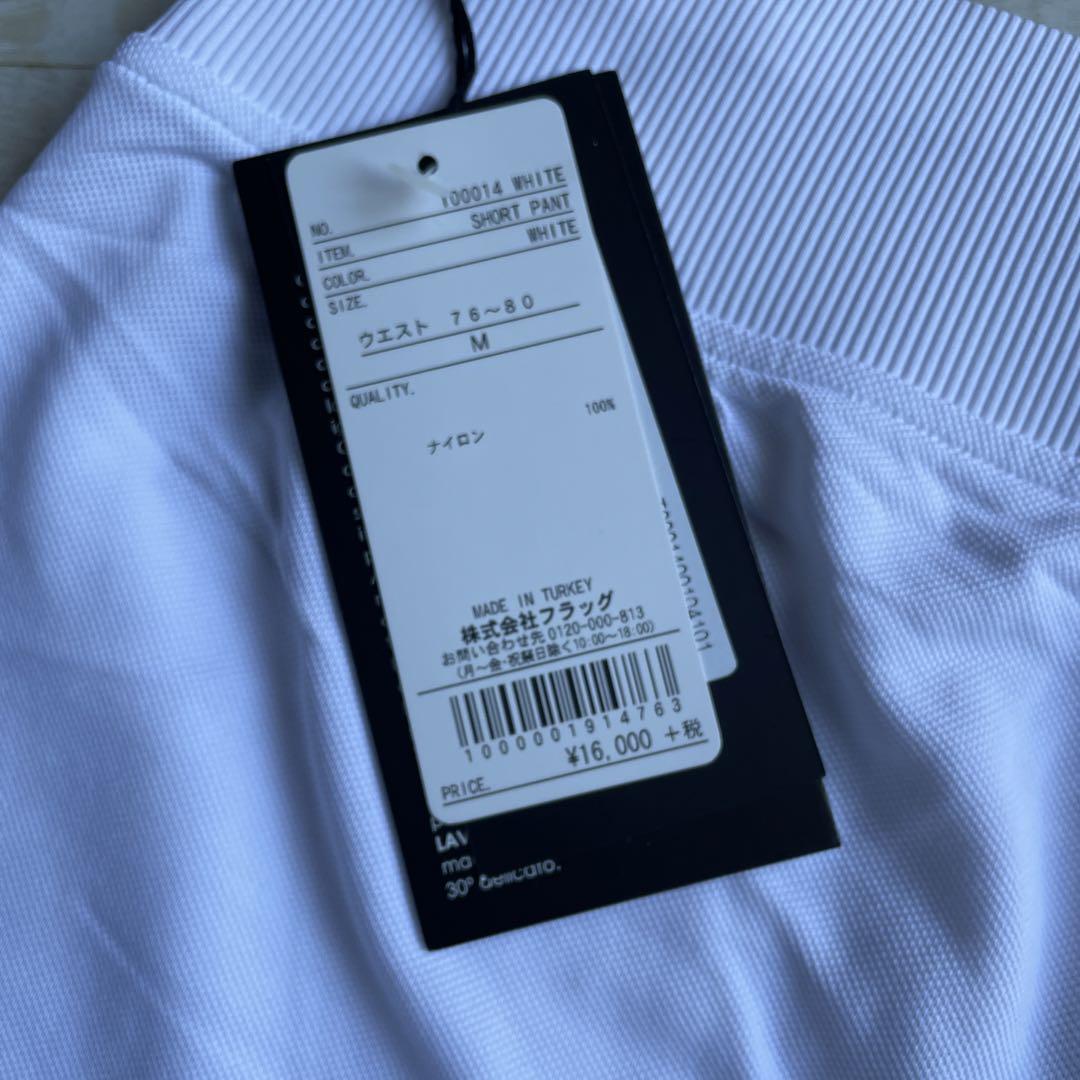 NO. 100014 WHITE
ITEM. SHORT PANT
COLOR. WHITE
SIZE.
ウエスト 76～80
M
QUALITY.
100%
ナイロン
MADE IN TURKEY
株式会社フラッグ
お問い合わせ先 0120-000-813
(月～金・祝祭日除く10:00～18:00)
1000001914763
¥16,000 +税
PRICE.
LAV
ma
30° delicato.